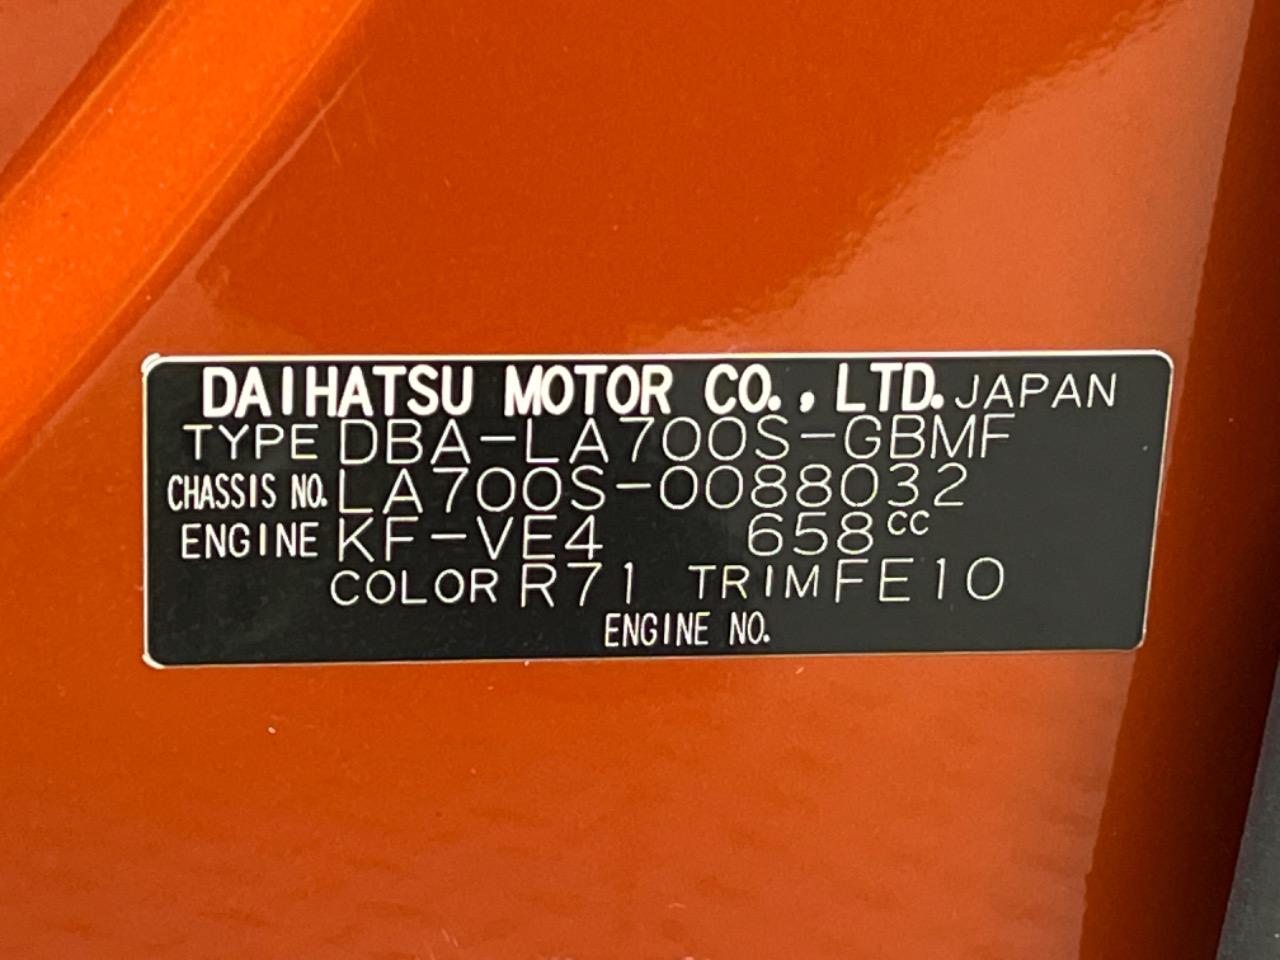 DAIHATSU MOTOR CO., LTD. JAPAN
TYPE DBA-LA700S-GBMF
CHASSIS NO. LA700S-0088032
ENGINE KF-VE4 658cc
COLOR R71 TRIM FE10
ENGINE NO.